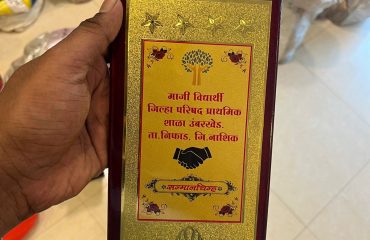 माजी विद्यार्थी
जिल्हा परिषद प्राथमिक
शाळा उंबरखेड.
ता.निफाड. जि.नाशिक
सन्मानचिन्ह